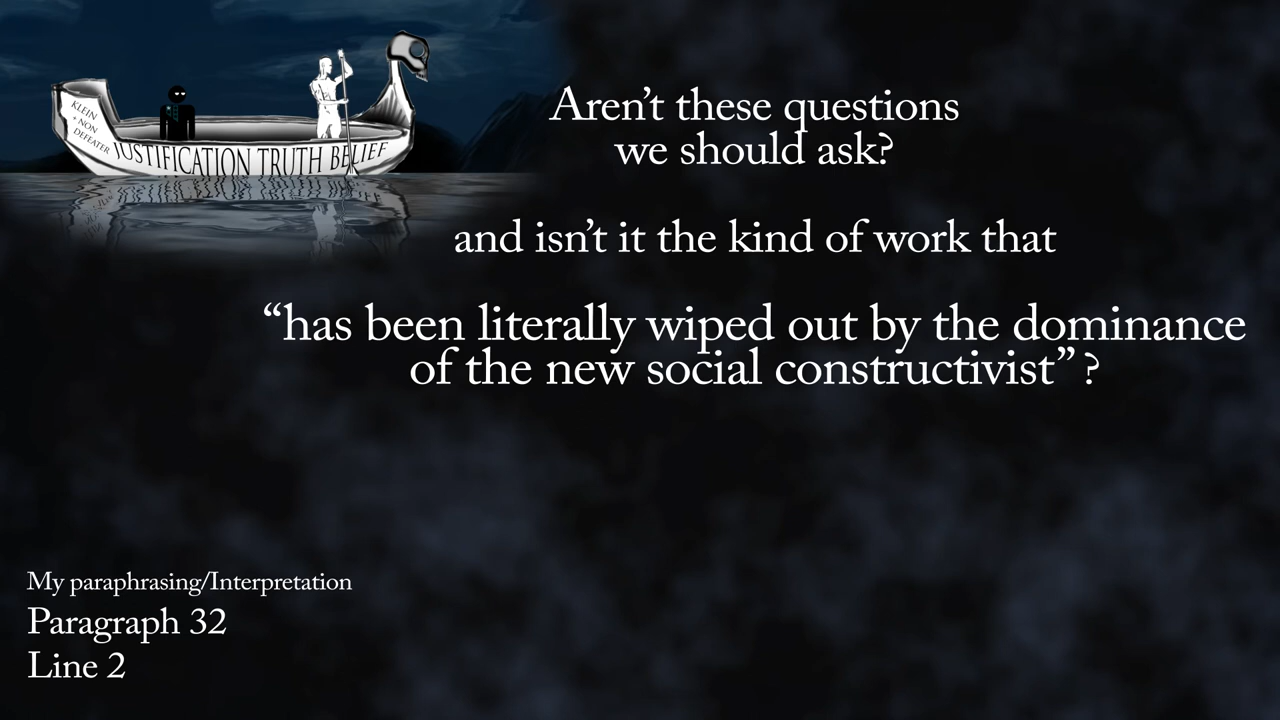 KLEIN
+ NON
DEFEATER
JUSTIFICATION TRUTH BELIEF
Aren’t these questions
we should ask?
and isn’t it the kind of work that
“has been literally wiped out by the dominance
of the new social constructivist” ?
My paraphrasing/Interpretation
Paragraph 32
Line 2